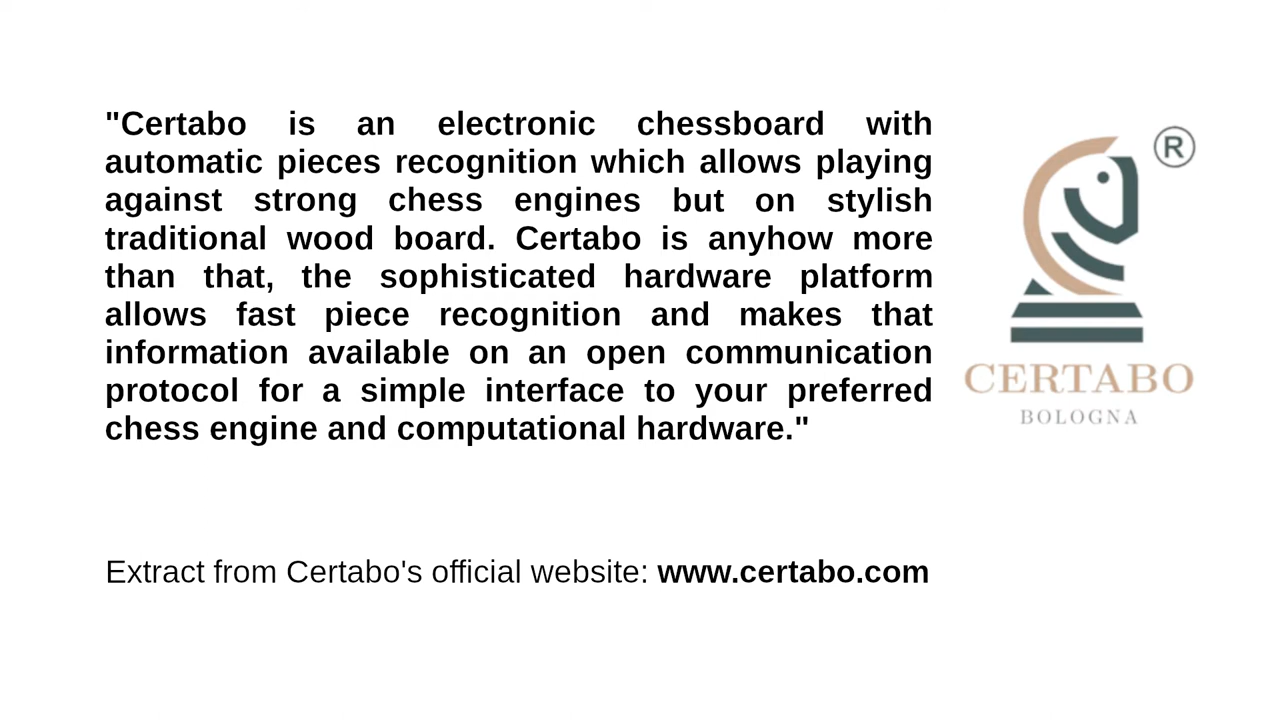 "Certabo is an electronic chessboard with
automatic pieces recognition which allows playing
against strong chess engines but on stylish
traditional wood board. Certabo is anyhow more
than that, the sophisticated hardware platform
allows fast piece recognition and makes that
information available on an open communication
protocol for a simple interface to your preferred
chess engine and computational hardware."
®
CERTABO
BOLOGNA
Extract from Certabo's official website: www.certabo.com